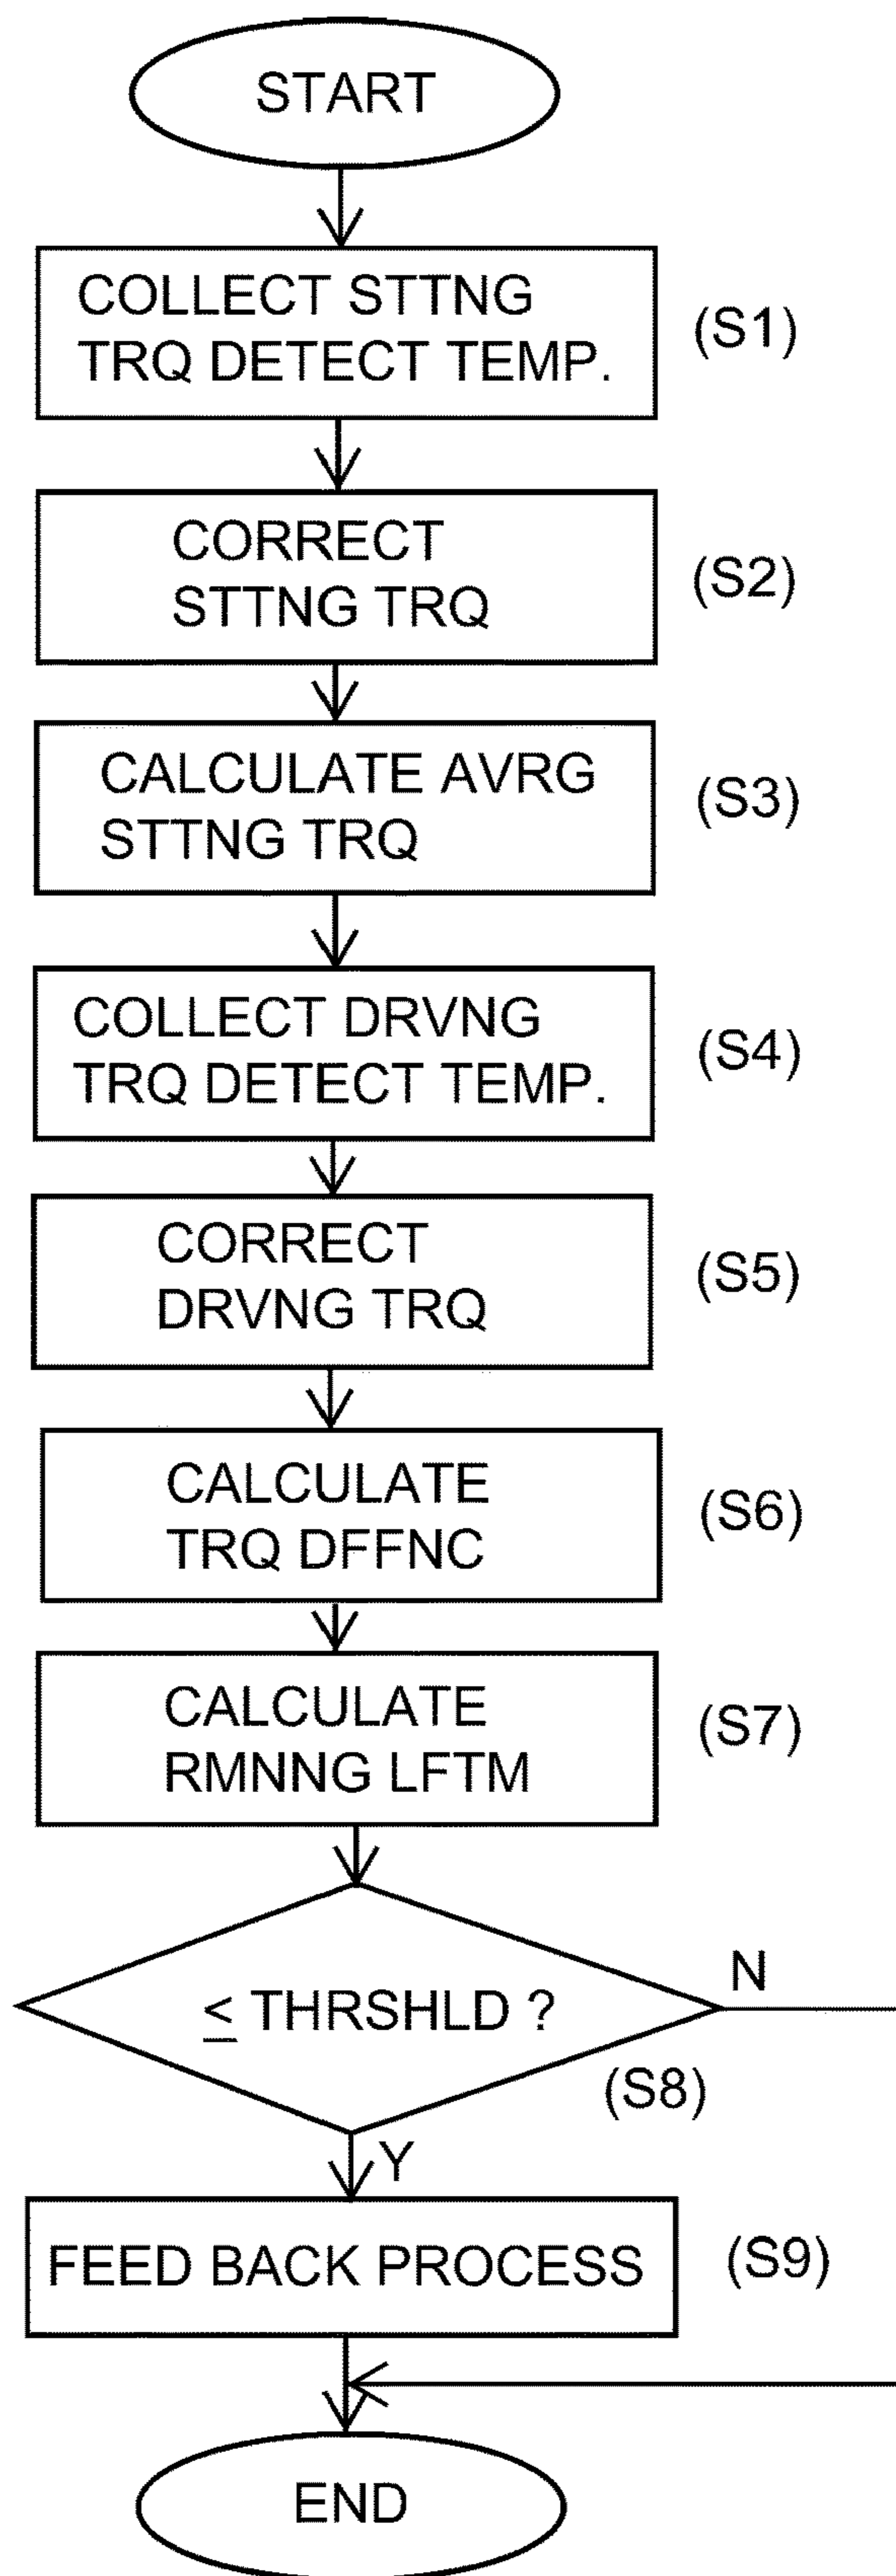 START
COLLECT STTNG
TRQ DETECT TEMP.
(S1)
CORRECT
STTNG TRQ
(S2)
CALCULATE AVRG
STTNG TRQ
(S3)
COLLECT DRVNG
TRQ DETECT TEMP.
(S4)
CORRECT
DRVNG TRQ
(S5)
CALCULATE
TRQ DFFNC
(S6)
CALCULATE
RMNNG LFTM
(S7)
≤ THRSHLD ?
N
(S8)
Y
FEED BACK PROCESS
(S9)
END